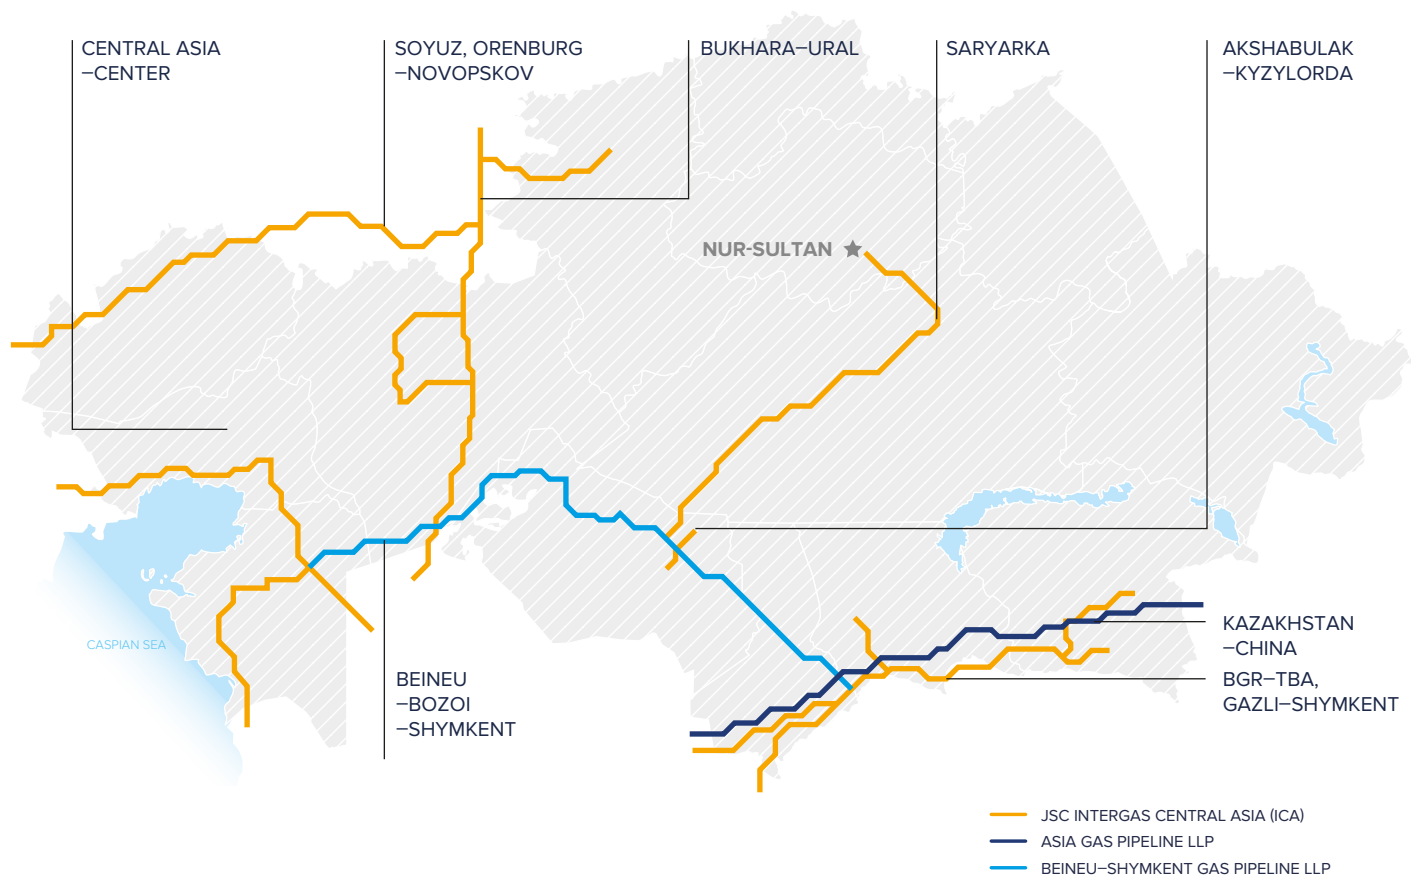 CENTRAL ASIA
–CENTER
SOYUZ, ORENBURG
–NOVOPSKOV
BUKHARA–URAL
SARYARKA
AKSHABULAK
–KYZYLORDA
NUR-SULTAN
CASPIAN SEA
BEINEU
–BOZOI
–SHYMKENT
KAZAKHSTAN
–CHINA
BGR–TBA,
GAZLI–SHYMKENT
JSC INTERGAS CENTRAL ASIA (ICA)
ASIA GAS PIPELINE LLP
BEINEU–SHYMKENT GAS PIPELINE LLP